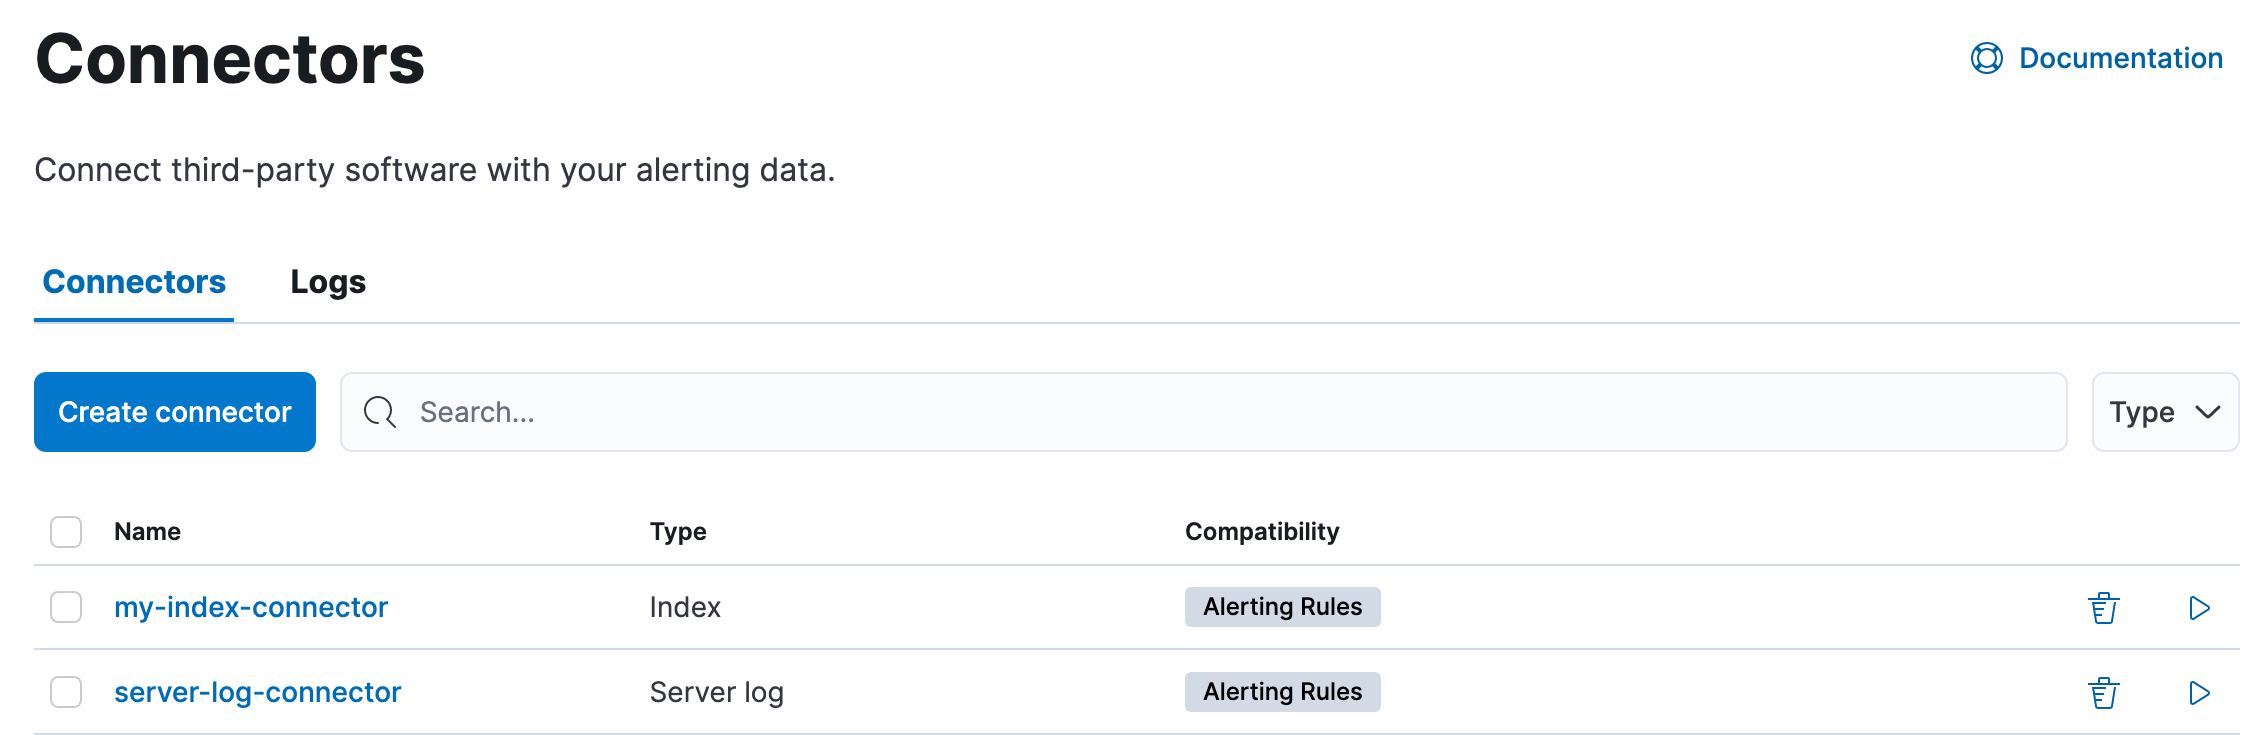 Connectors
Documentation
Connect third-party software with your alerting data.
Connectors Logs
Create connector Search... Type
Name Type Compatibility
my-index-connector Index Alerting Rules
server-log-connector Server log Alerting Rules